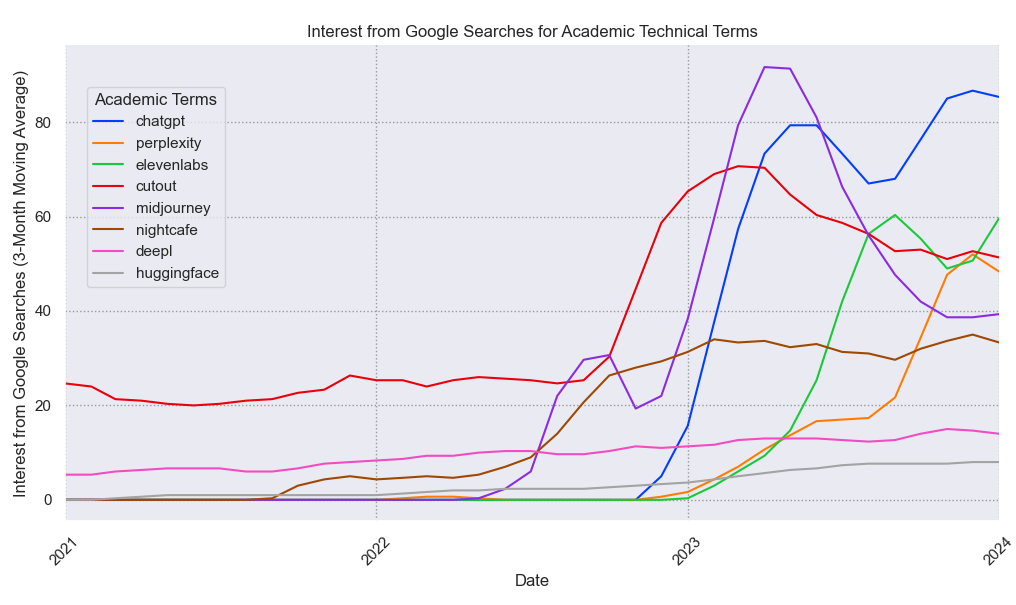 Interest from Google Searches for Academic Technical Terms
Interest from Google Searches (3-Month Moving Average)
80
60
40
20
0
Academic Terms
chatgpt
perplexity
elevenlabs
cutout
midjourney
nightcafe
deepl
huggingface
2021
2022
2023
2024
Date